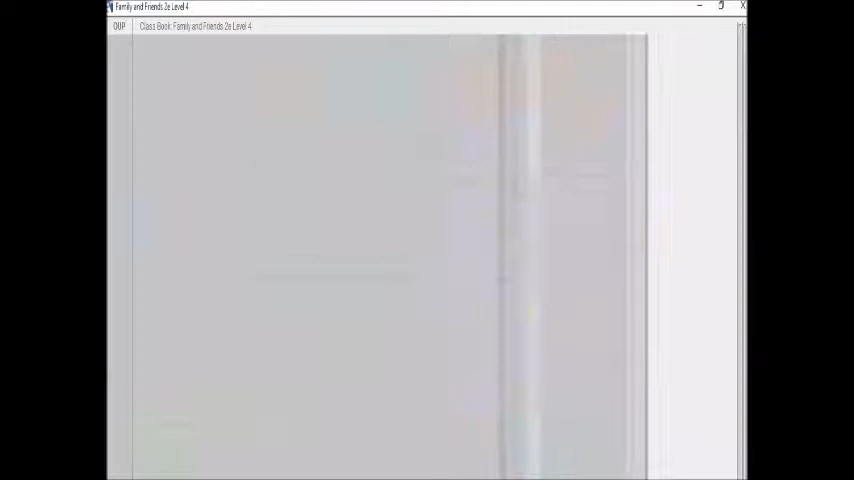 Family and Friends 2e Level 4
OUP
Class Book: Family and Friends 2e Level 4